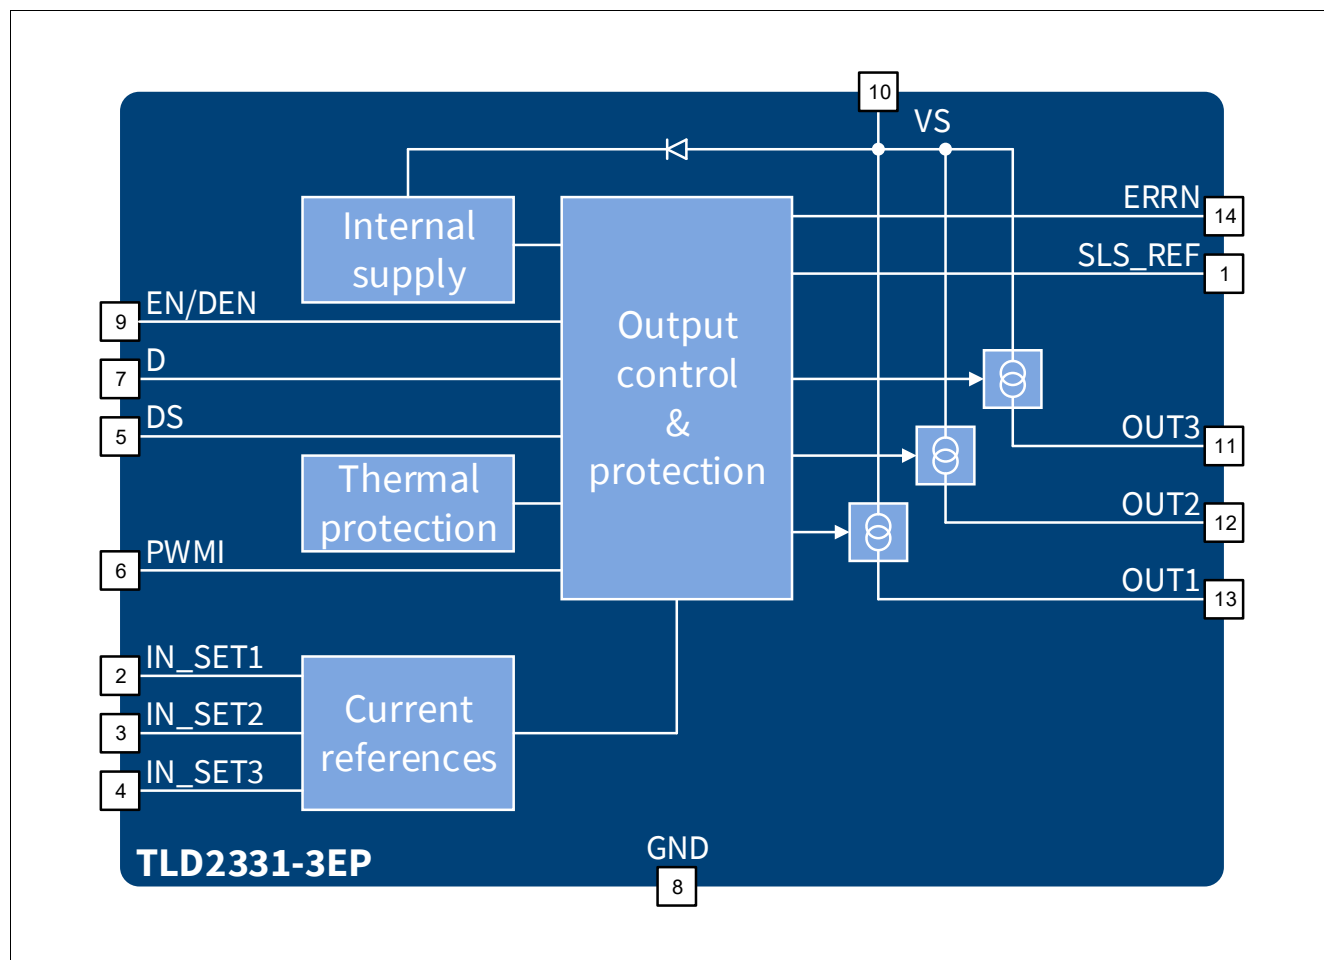 10
VS
ERRN
14
Internal
supply
SLS_REF
1
EN/DEN
9
Output
control
&
protection
D
7
DS
5
OUT3
11
Thermal
protection
OUT2
12
PWMI
6
OUT1
13
IN_SET1
2
Current
references
IN_SET2
3
IN_SET3
4
TLD2331-3EP
GND
8